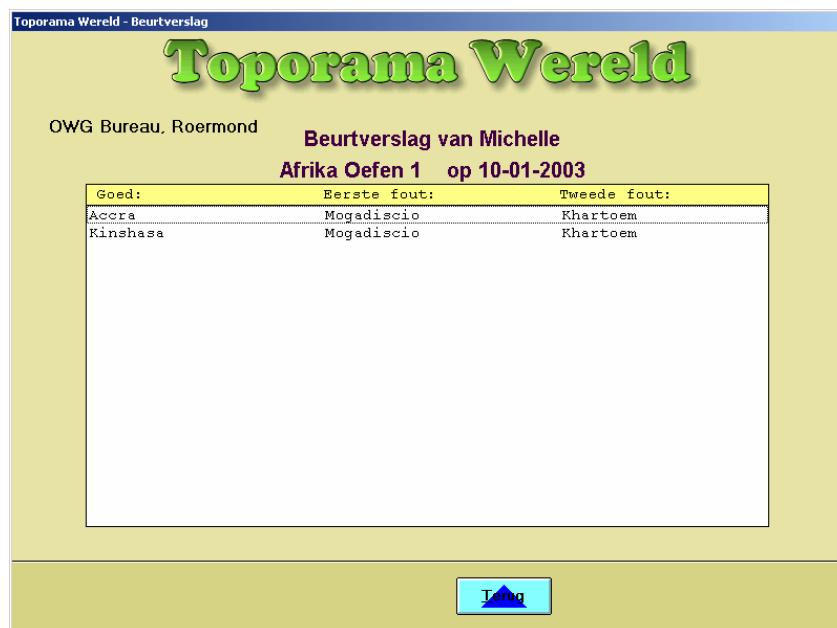 Toporama Wereld - Beurtverslag
Toporama Wereld
OWG Bureau, Roermond
Beurtverslag van Michelle
Afrika Oefen 1 op 10-01-2003
Goed: Eerste fout: Tweede fout:
Accra Mogadiscio Khartoem
Kinshasa Mogadiscio Khartoem
Terug